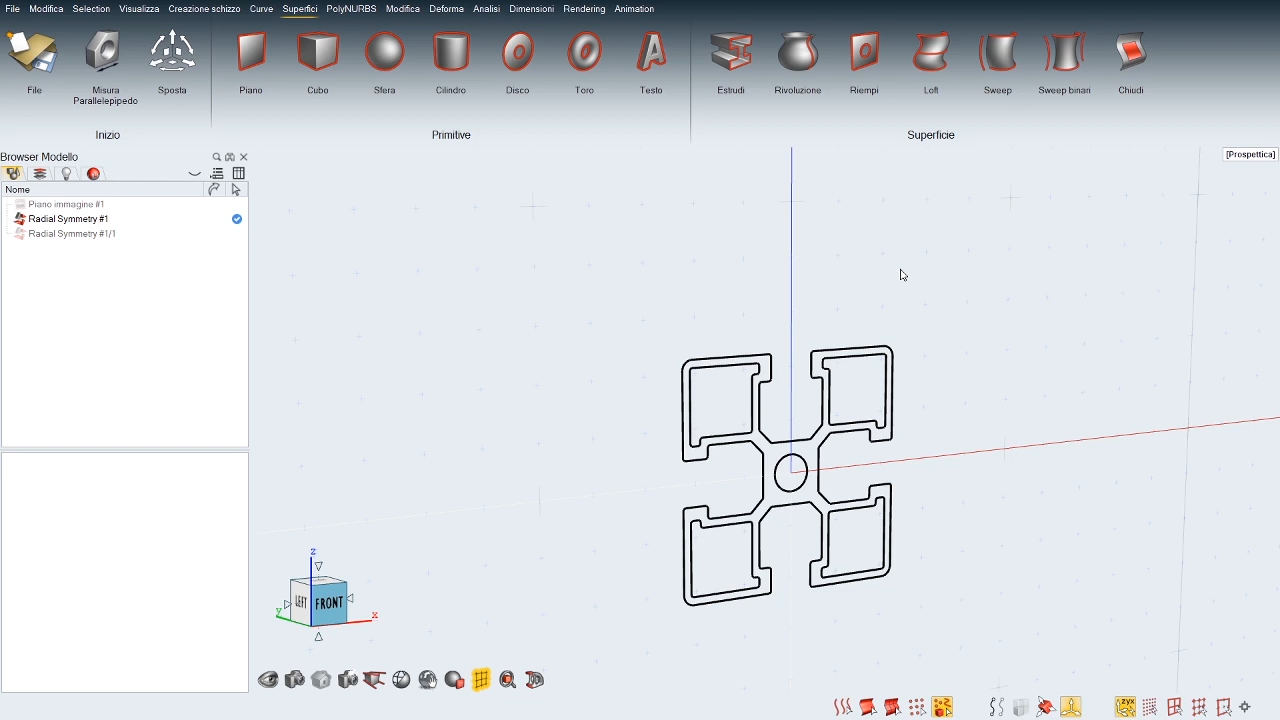 File Modifica Selection Visualizza Creazione schizzo Curve Superfici PolyNURBS Modifica Deforma Analisi Dimensioni Rendering Animation
File Misura Parallelepipedo Sposta Piano Cubo Sfera Cilindro Disco Toro Testo Estrudi Rivoluzione Riempi Loft Sweep Sweep binari Chiudi
Inizio Primitive Superficie
Browser Modello
[Prospettica]
Nome
Piano immagine #1
Radial Symmetry #1
Radial Symmetry #1/1
z
LEFT FRONT
y x
zyx